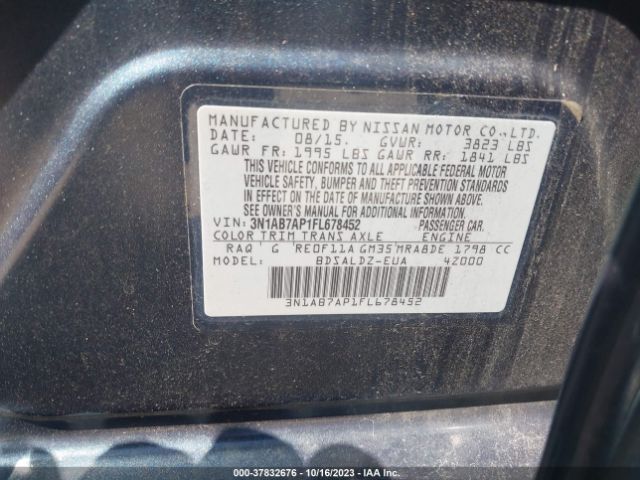 MANUFACTURED BY NISSAN MOTOR CO., LTD.
DATE: 08/15. GVWR: 3823 LBS
GAWR FR: 1995 LBS GAWR RR: 1841 LBS
THIS VEHICLE CONFORMS TO ALL APPLICABLE FEDERAL MOTOR
VEHICLE SAFETY, BUMPER AND THEFT PREVENTION STANDARDS
IN EFFECT ON THE DATE OF MANUFACTURE SHOWN ABOVE.
SEE OWNER'S MANUAL FOR ADDITIONAL INFORMATION.
VIN: 3N1AB7AP1FL678452 PASSENGER CAR.
COLOR TRIM TRANS AXLE ENGINE
RAQ G RE0F11A GM35 MRA8DE 1798 CC
MODEL: BDSALDZ-EUA 4Z000
3N1AB7AP1FL678452
000-37832676 | 10/16/2023 | IAA Inc.